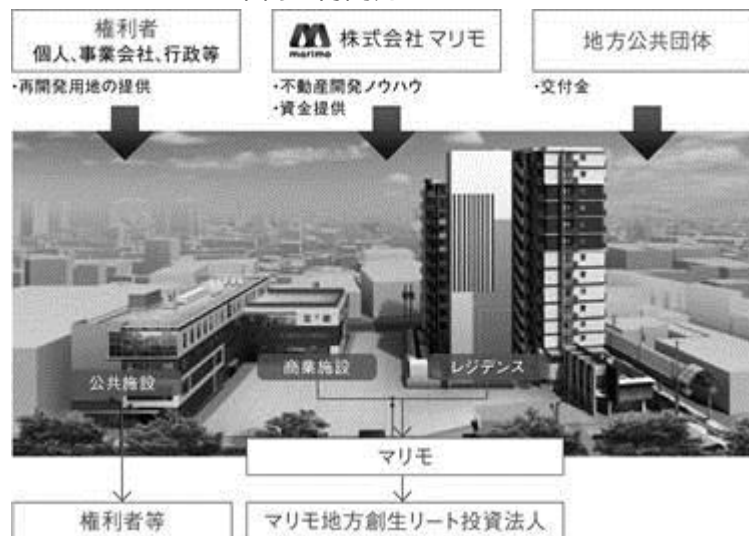 権利者
個人、事業会社、行政等
marimo 株式会社 マリモ
地方公共団体
・再開発用地の提供
・不動産開発ノウハウ
・資金提供
・交付金
公共施設
商業施設
レジデンス
マリモ
権利者等
マリモ地方創生リート投資法人